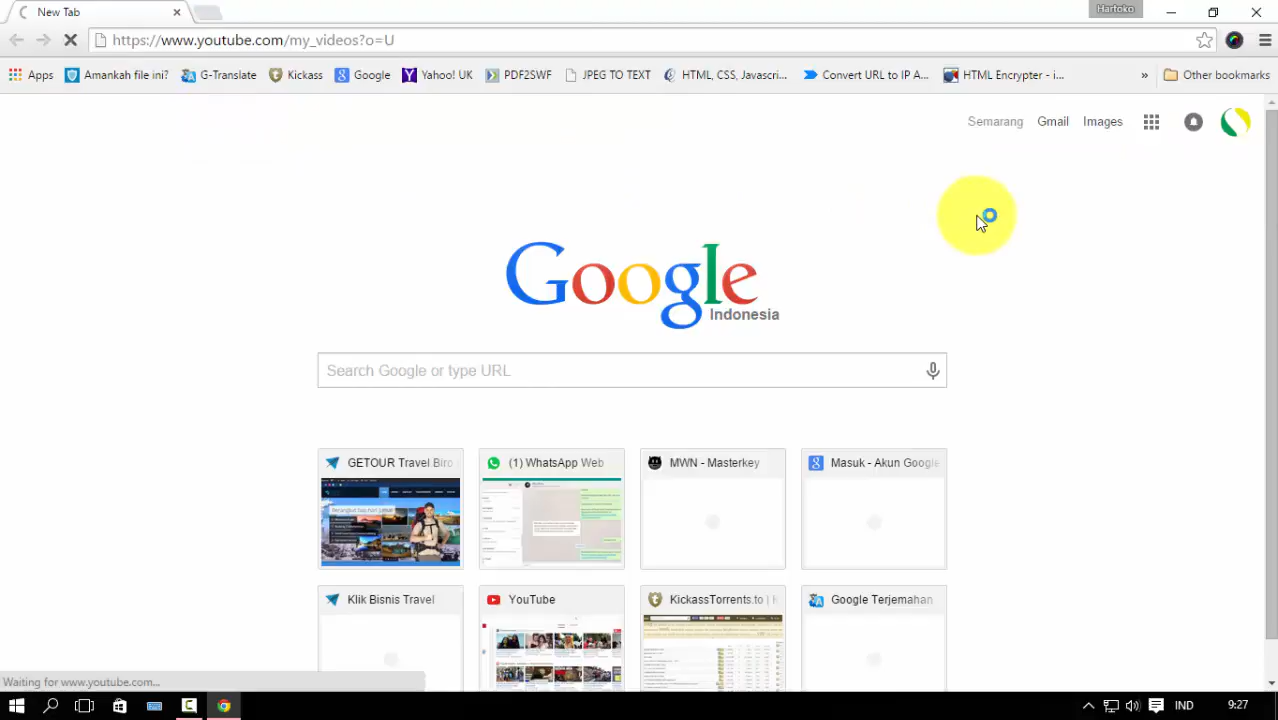 New Tab
Hartoko
https://www.youtube.com/my_videos?o=U
Apps
Amankah file ini?
G-Translate
Kickass
Google
Yahoo! UK
PDF2SWF
JPEG TO TEXT
HTML, CSS, Javascri...
Convert URL to IP A...
HTML Encrypter - i...
»
Other bookmarks
Semarang
Gmail
Images
Google
Indonesia
Search Google or type URL
GETOUR Travel Biro
(1) WhatsApp Web
MWN - Masterkey
Masuk - Akun Google
Klik Bisnis Travel
YouTube
KickassTorrents.to |
Google Terjemahan
www.youtube.com...
IND
9:27